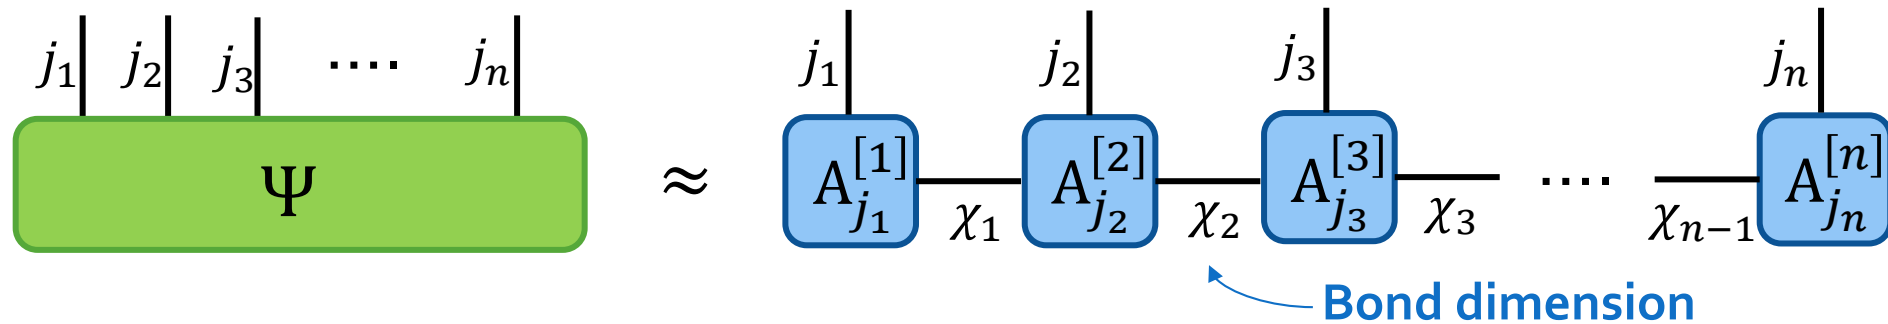 j₁ j₂ j₃ ···· jₙ j₁ j₂ j₃ jₙ
Ψ ≈ A[1]j₁ χ₁ A[2]j₂ χ₂ A[3]j₃ χ₃ ···· χₙ₋₁ A[n]jₙ
Bond dimension